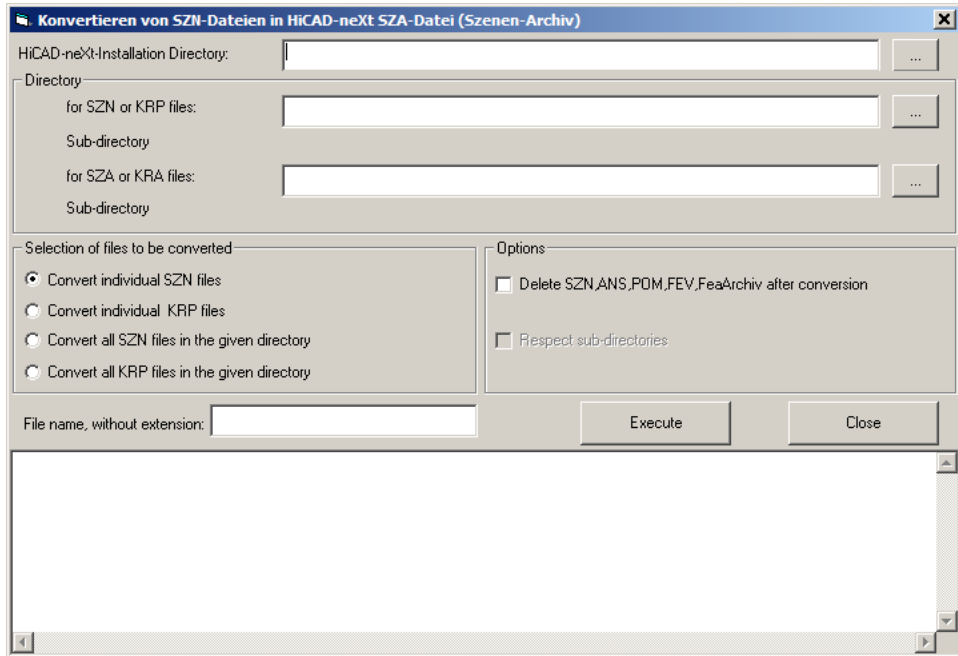 Konvertieren von SZN-Dateien in HiCAD-neXt SZA-Datei (Szenen-Archiv)
HiCAD-neXt-Installation Directory:
...
Directory
for SZN or KRP files:
...
Sub-directory
for SZA or KRA files:
...
Sub-directory
Selection of files to be converted
Convert individual SZN files
Convert individual KRP files
Convert all SZN files in the given directory
Convert all KRP files in the given directory
Options
Delete SZN,ANS,POM,FEV,FeaArchiv after conversion
Respect sub-directories
File name, without extension:
Execute
Close